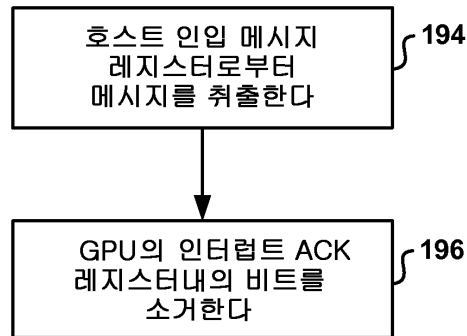 호스트 인입 메시지
레지스터로부터
메시지를 취출한다
194
GPU의 인터럽트 ACK
레지스터내의 비트를
소거한다
196